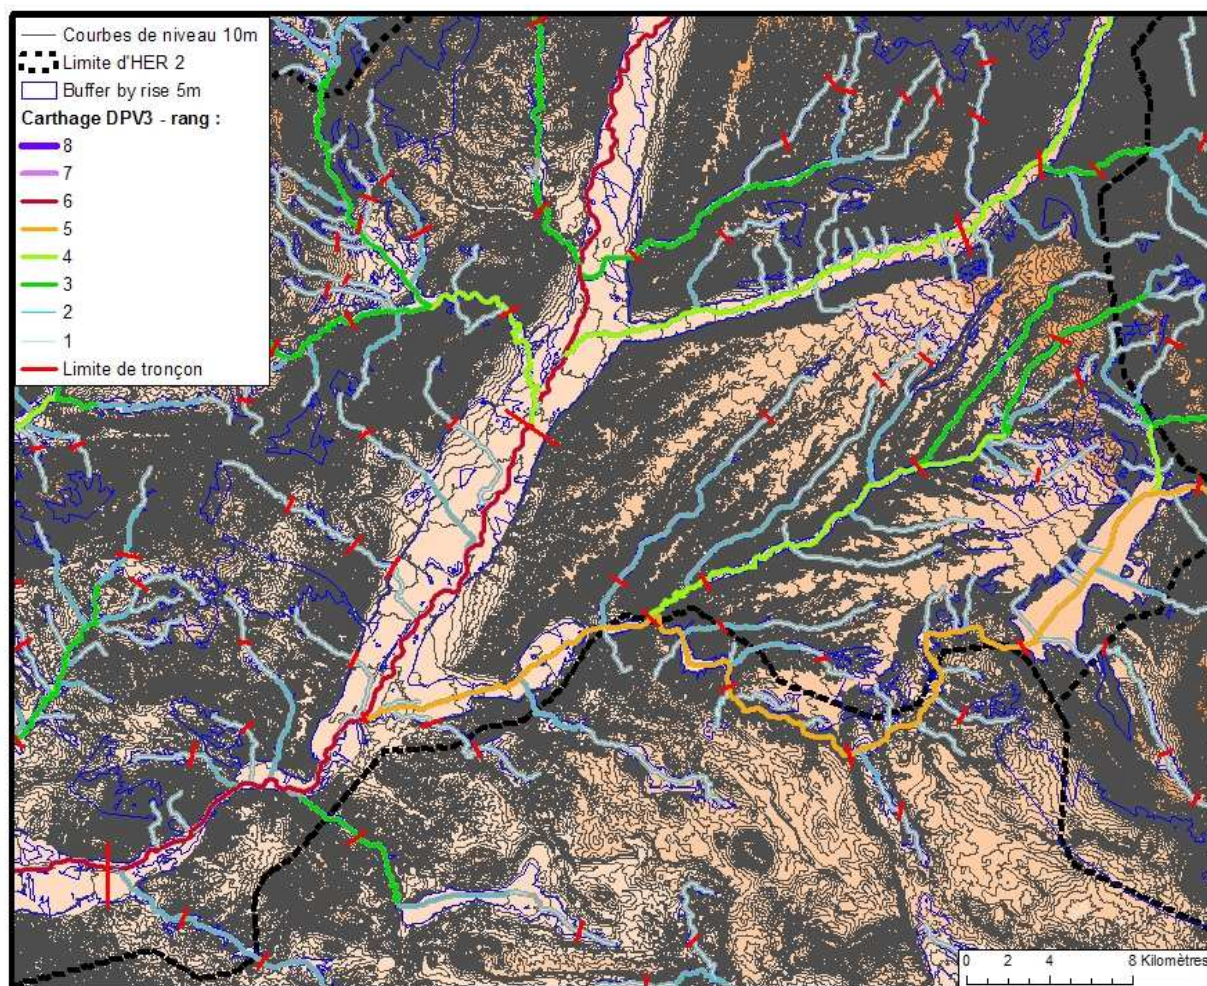 Courbes de niveau 10m
Limite d'HER 2
Buffer by rise 5m
Carthage DPV3 - rang :
8
7
6
5
4
3
2
1
Limite de tronçon
0 2 4 8 Kilomètres